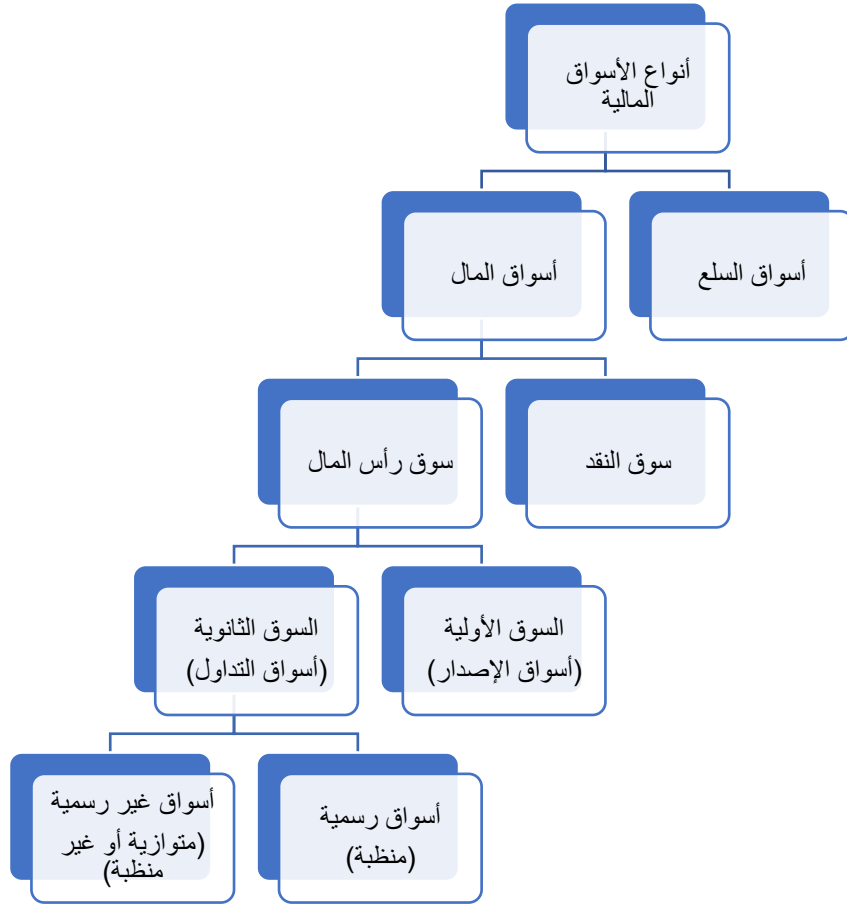 أنواع الأسواق
المالية
أسواق السلع
أسواق المال
سوق النقد
سوق رأس المال
السوق الأولية
(أسواق الإصدار)
السوق الثانوية
(أسواق التداول)
أسواق رسمية
(منظبة)
أسواق غير رسمية
(متوازية أو غير
منظبة)